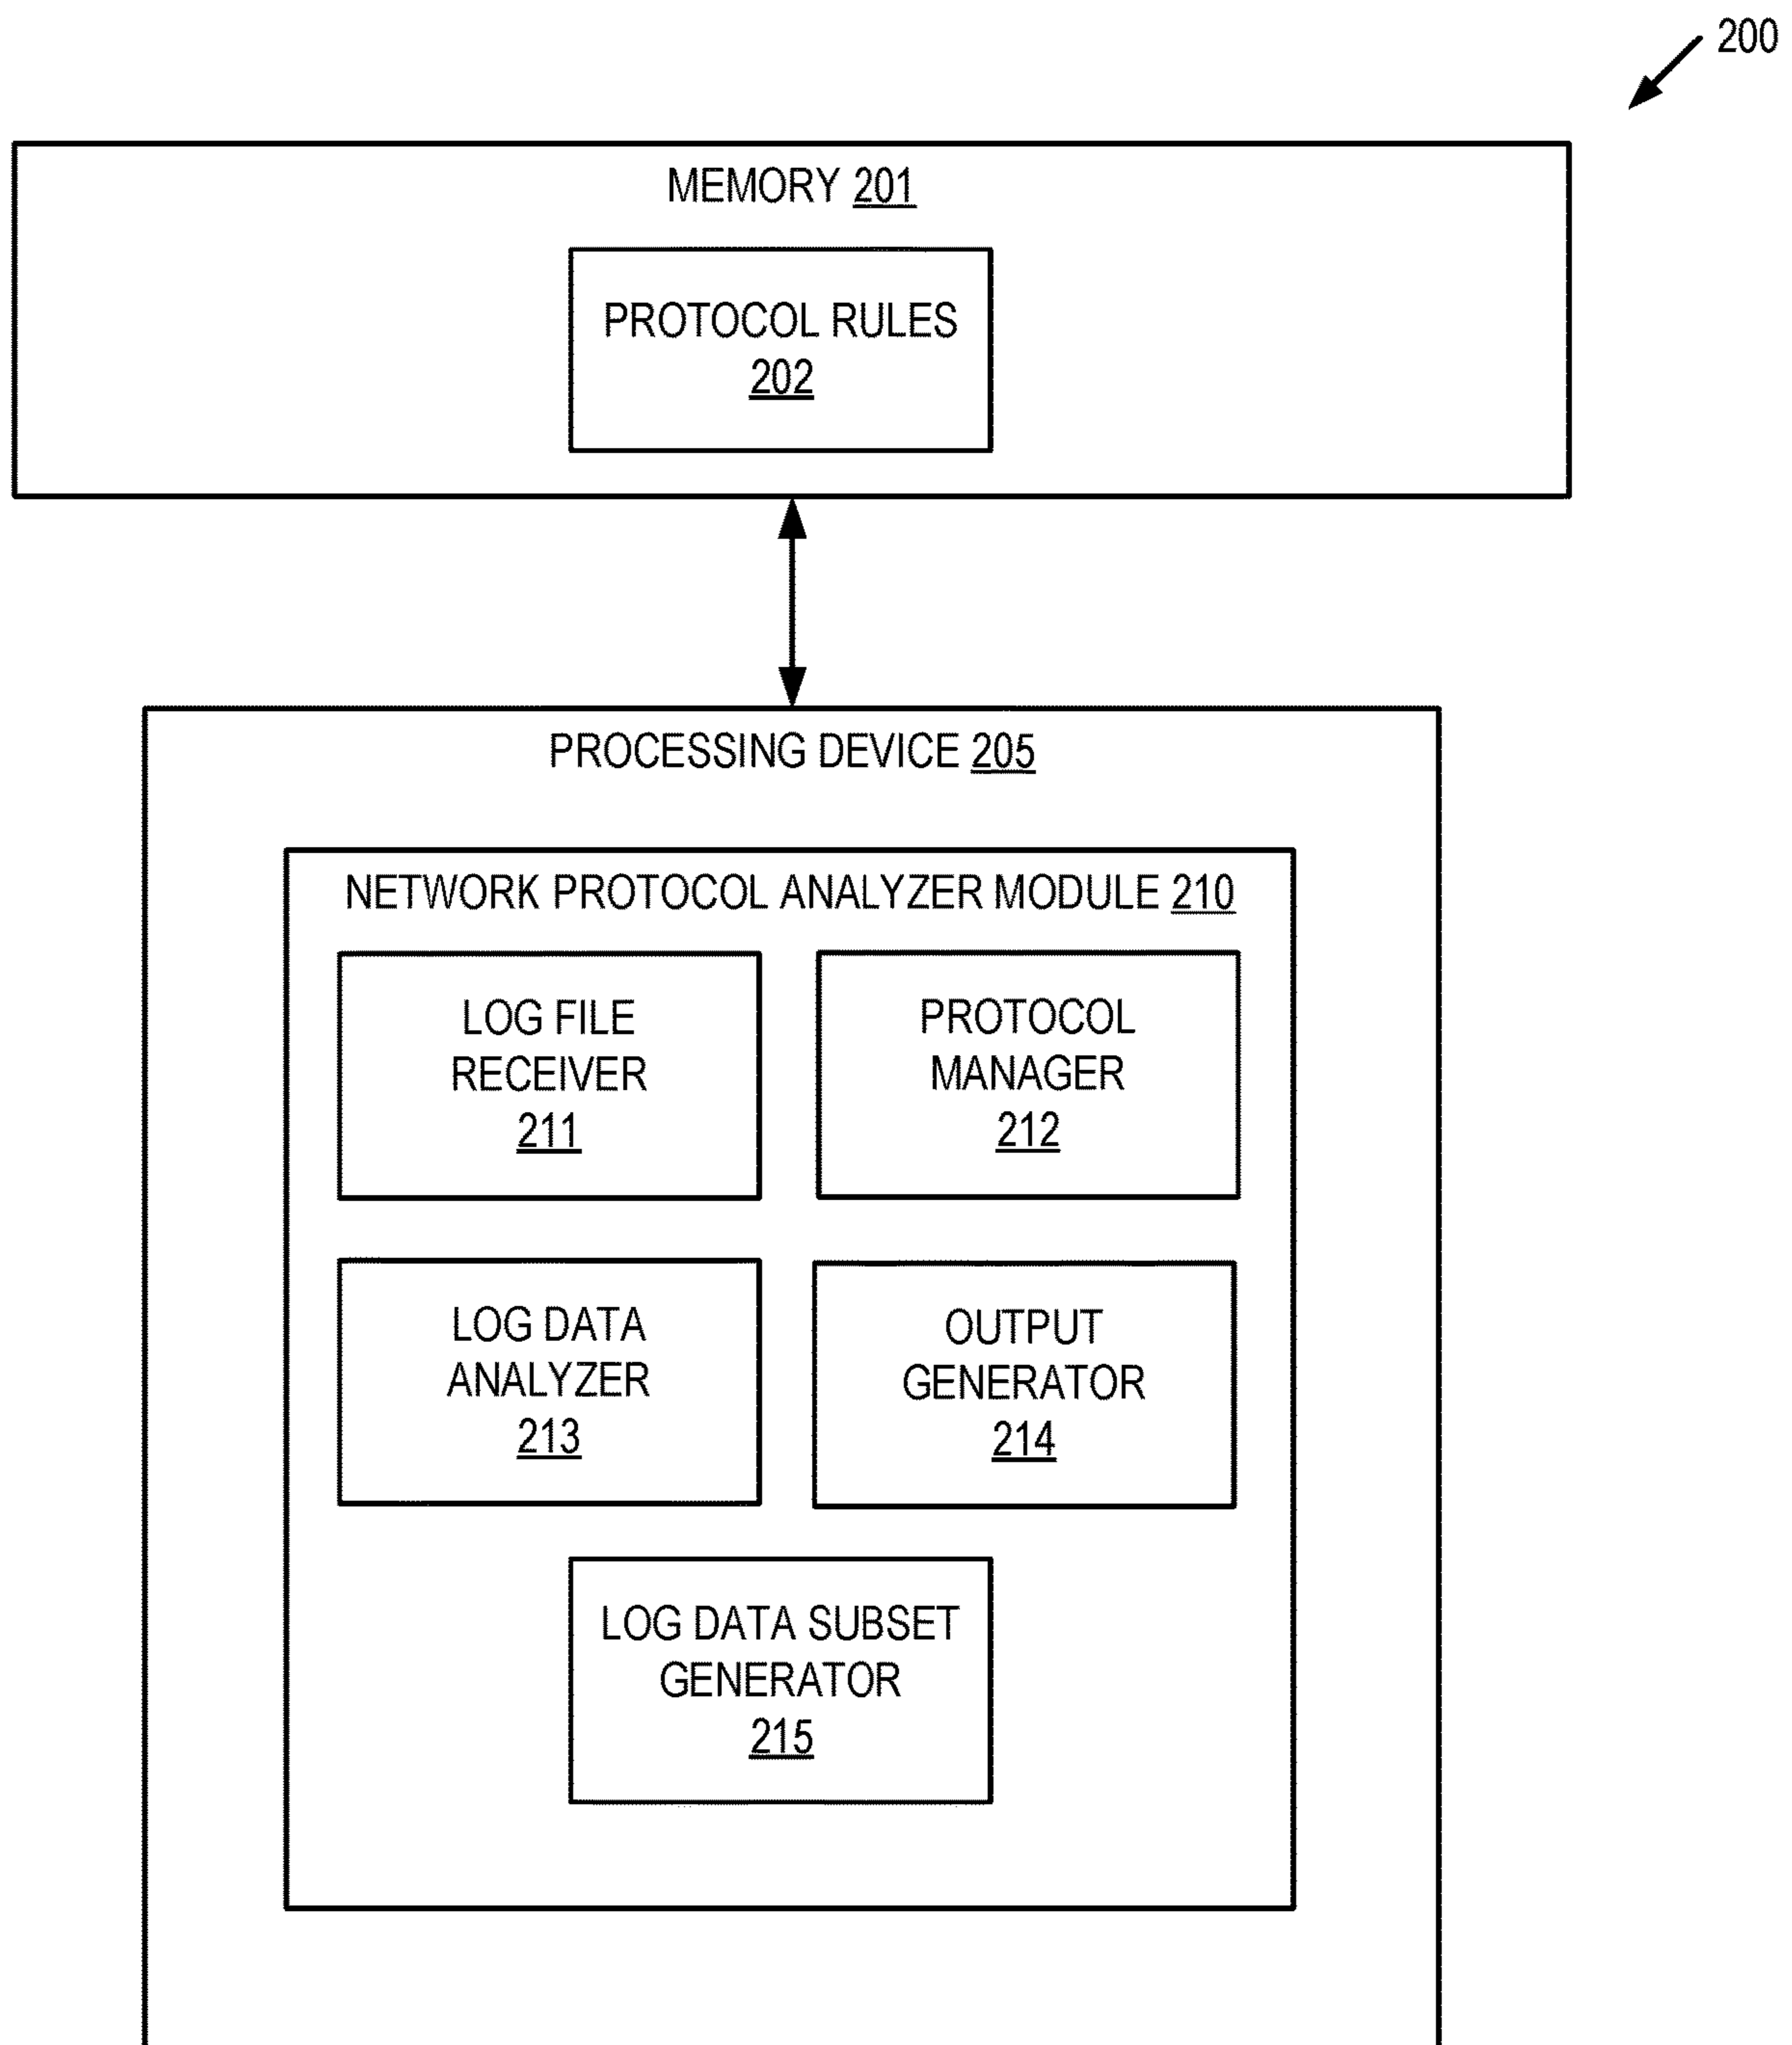 200
MEMORY 201
PROTOCOL RULES
202
PROCESSING DEVICE 205
NETWORK PROTOCOL ANALYZER MODULE 210
LOG FILE
RECEIVER
211
PROTOCOL
MANAGER
212
LOG DATA
ANALYZER
213
OUTPUT
GENERATOR
214
LOG DATA SUBSET
GENERATOR
215